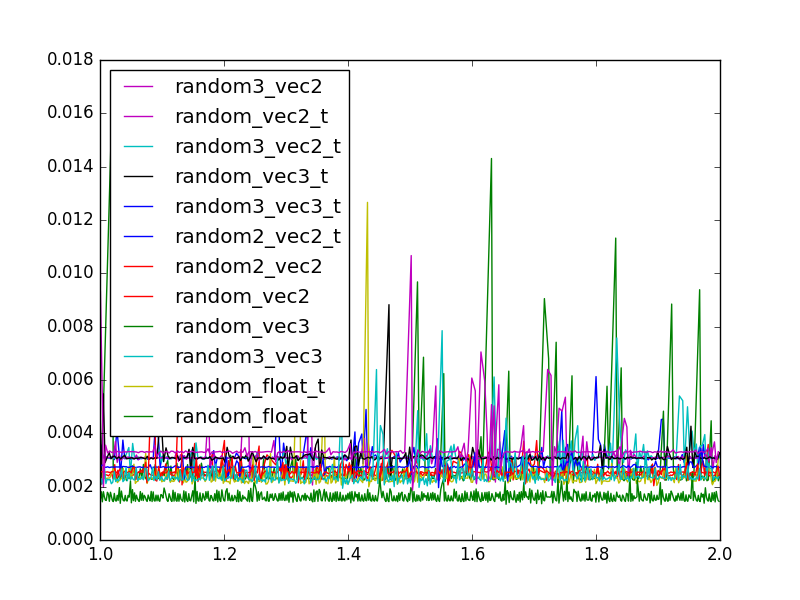 0.018
0.016
0.014
0.012
0.010
0.008
0.006
0.004
0.002
0.000
random3_vec2
random_vec2_t
random3_vec2_t
random_vec3_t
random3_vec3_t
random2_vec2_t
random2_vec2
random_vec2
random_vec3
random3_vec3
random_float_t
random_float
1.0 1.2 1.4 1.6 1.8 2.0